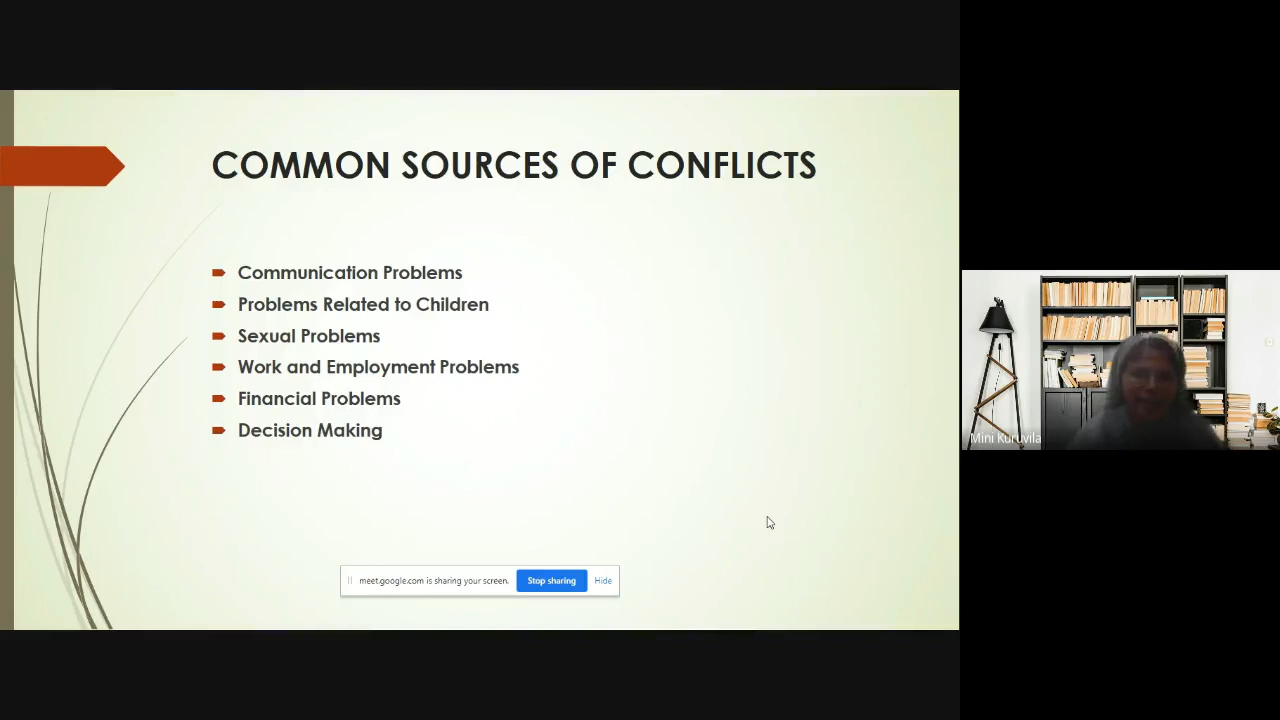 COMMON SOURCES OF CONFLICTS
Communication Problems
Problems Related to Children
Sexual Problems
Work and Employment Problems
Financial Problems
Decision Making
meet.google.com is sharing your screen.
Stop sharing
Hide
Mini Kuruvila